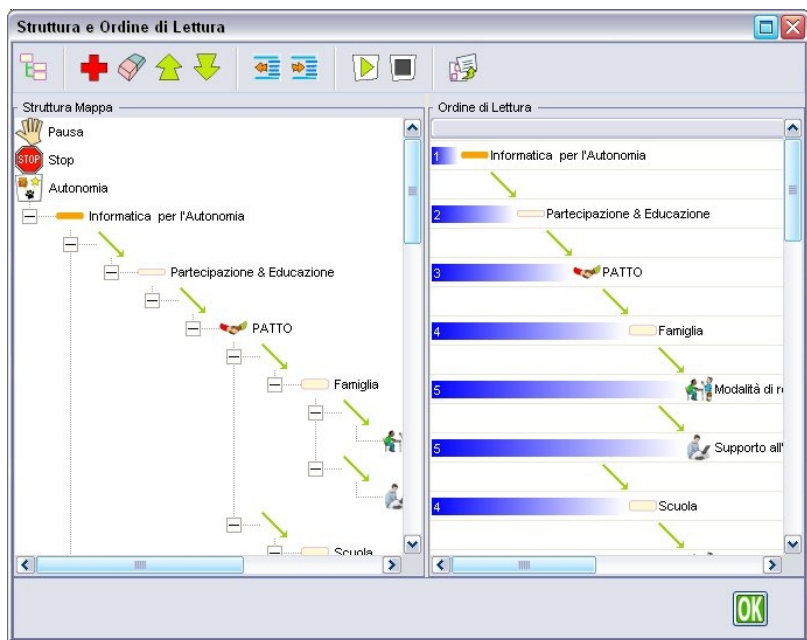 Struttura e Ordine di Lettura
Struttura Mappa
Pausa
STOP Stop
Autonomia
Informatica per l'Autonomia
Partecipazione & Educazione
PATTO
Famiglia
Scuola
Ordine di Lettura
1 Informatica per l'Autonomia
2 Partecipazione & Educazione
3 PATTO
4 Famiglia
5 Modalità di
5 Supporto all'
4 Scuola
OK